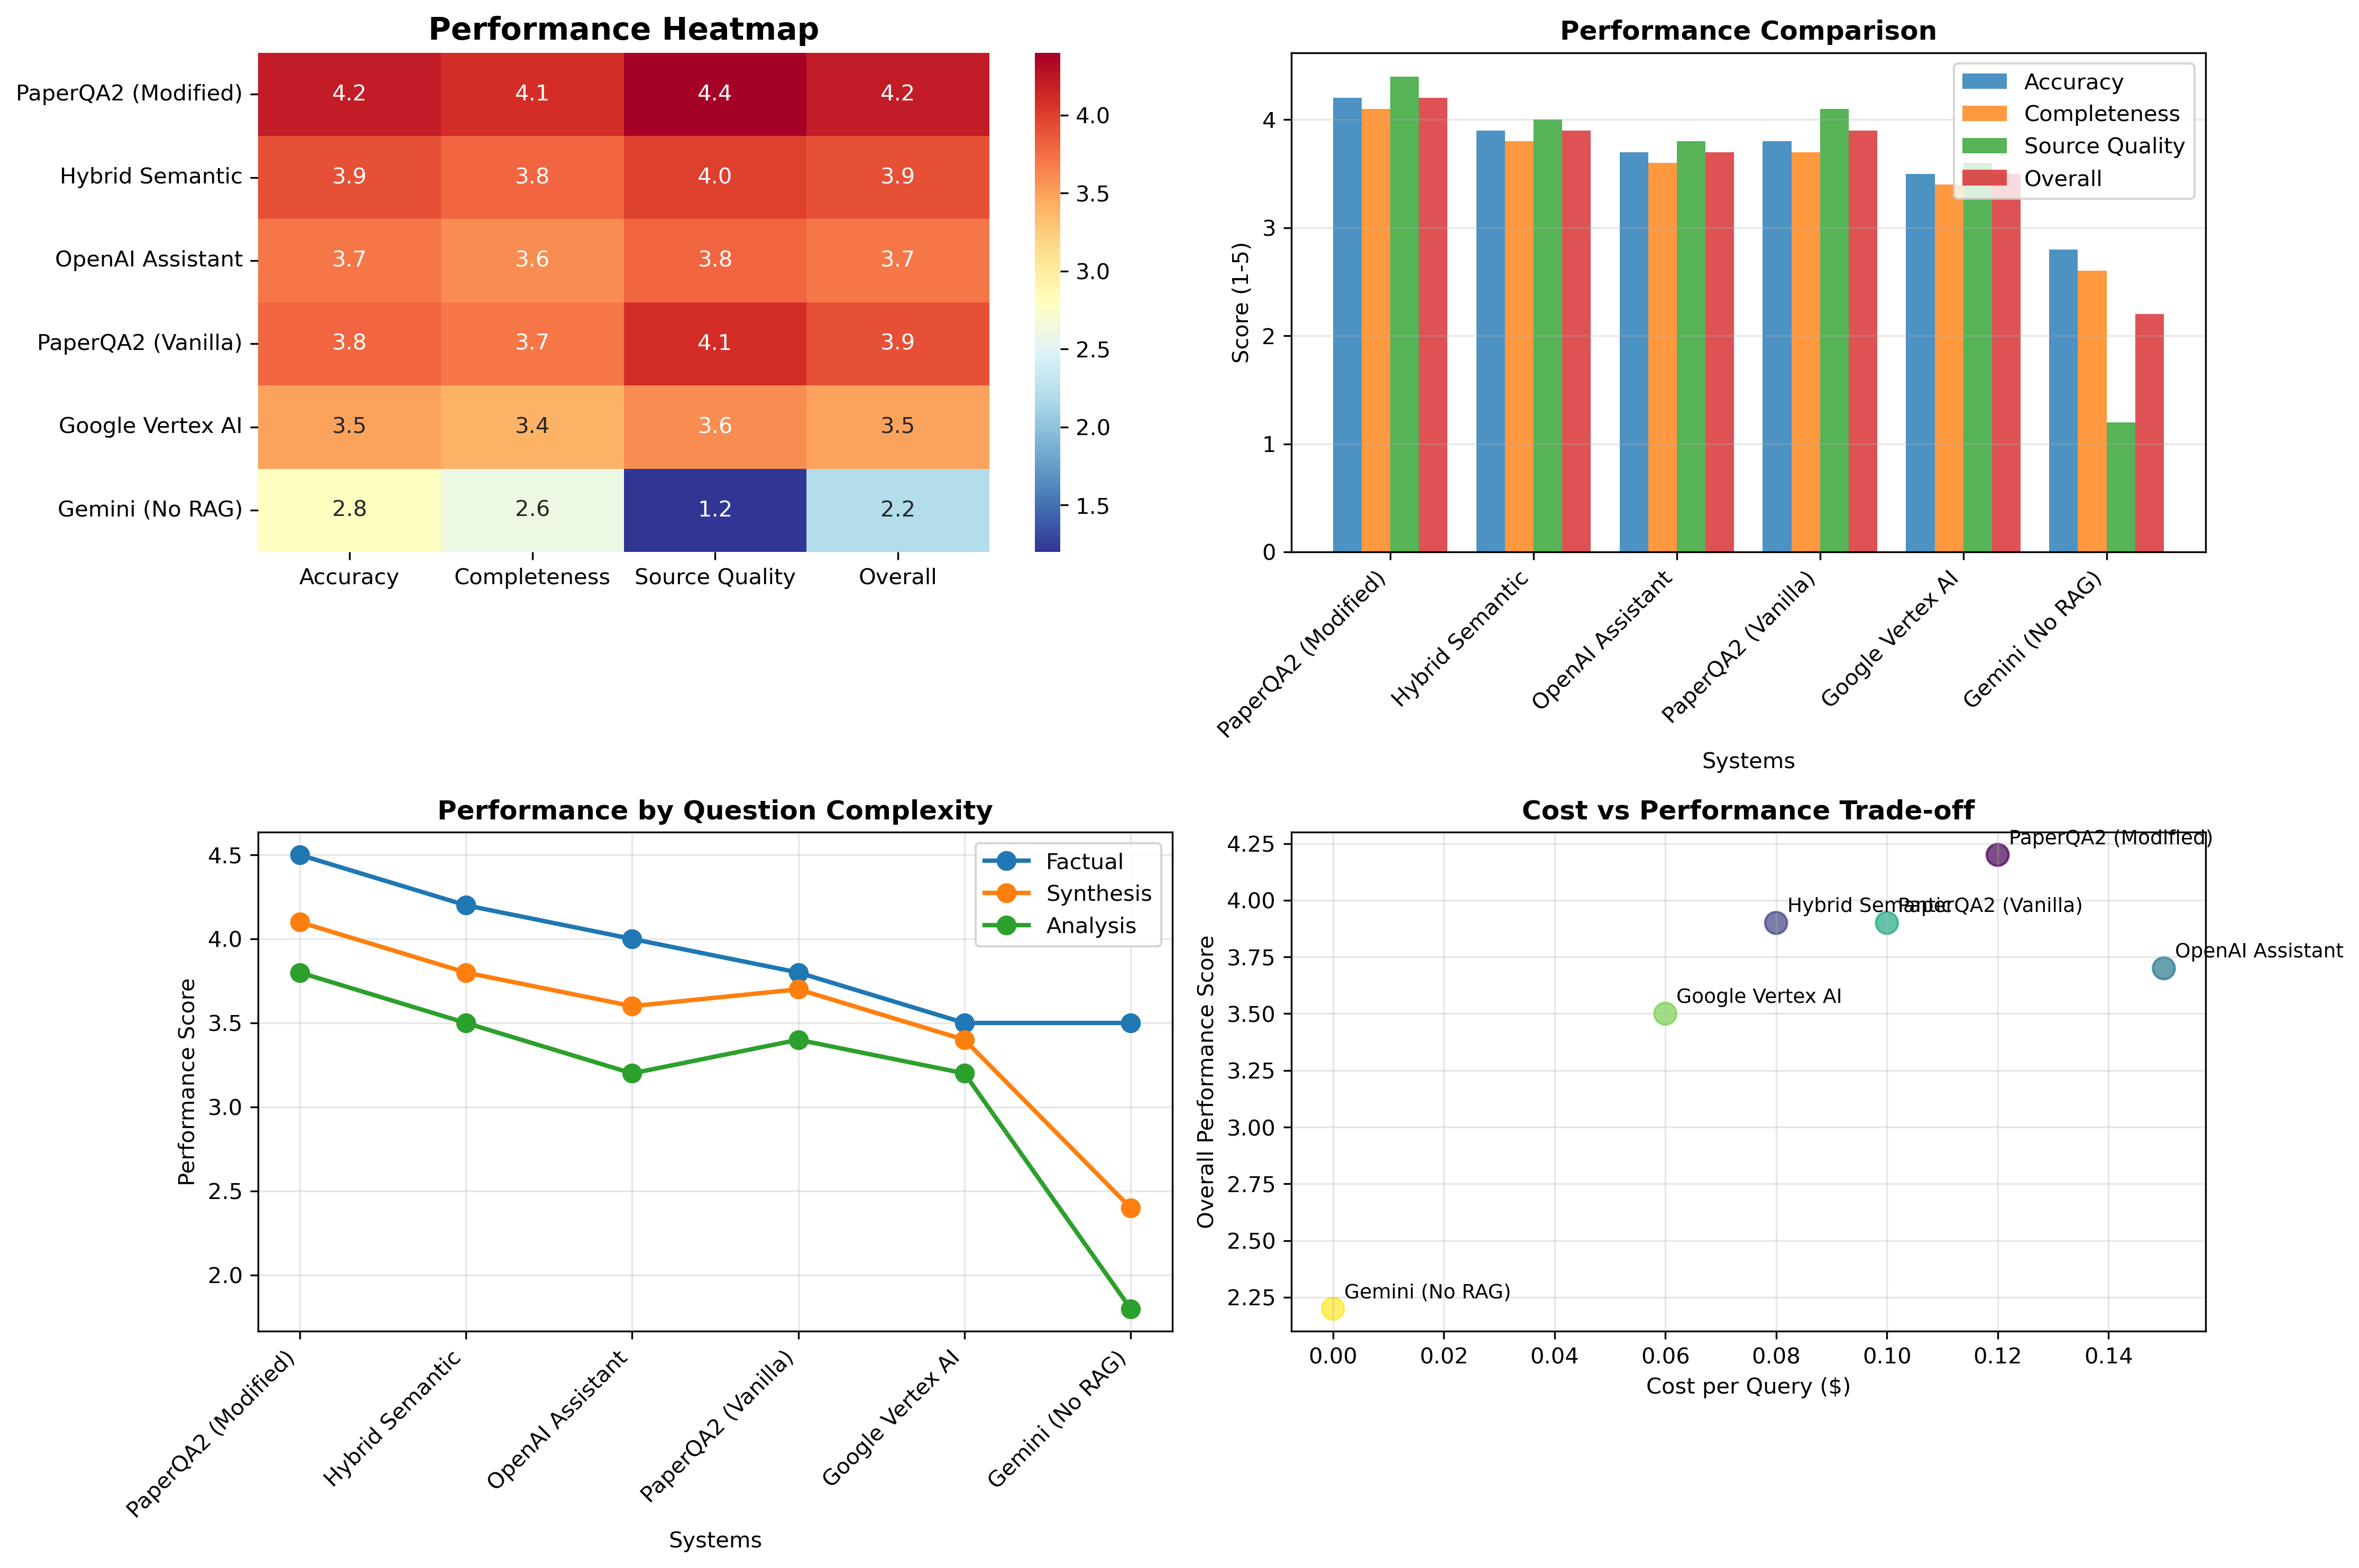 Performance Heatmap
PaperQA2 (Modified)
4.2 4.1 4.4 4.2
Hybrid Semantic
3.9 3.8 4.0 3.9
OpenAI Assistant
3.7 3.6 3.8 3.7
PaperQA2 (Vanilla)
3.8 3.7 4.1 3.9
Google Vertex AI
3.5 3.4 3.6 3.5
Gemini (No RAG)
2.8 2.6 1.2 2.2
Accuracy Completeness Source Quality Overall
4.0
3.5
3.0
2.5
2.0
1.5
Performance Comparison
Accuracy
Completeness
Source Quality
Overall
Score (1-5)
4
3
2
1
0
PaperQA2 (Modified)
Hybrid Semantic
OpenAI Assistant
PaperQA2 (Vanilla)
Google Vertex AI
Gemini (No RAG)
Systems
Performance by Question Complexity
Factual
Synthesis
Analysis
Performance Score
4.5
4.0
3.5
3.0
2.5
2.0
PaperQA2 (Modified)
Hybrid Semantic
OpenAI Assistant
PaperQA2 (Vanilla)
Google Vertex AI
Gemini (No RAG)
Systems
Cost vs Performance Trade-off
Overall Performance Score
4.25
4.00
3.75
3.50
3.25
3.00
2.75
2.50
2.25
PaperQA2 (Modified)
Hybrid Semantic
PaperQA2 (Vanilla)
OpenAI Assistant
Google Vertex AI
Gemini (No RAG)
0.00 0.02 0.04 0.06 0.08 0.10 0.12 0.14
Cost per Query ($)